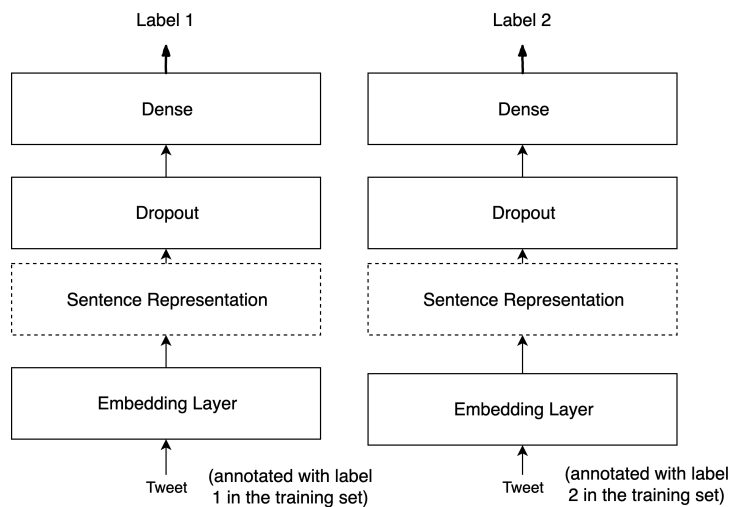 Label 1
Label 2
Dense
Dense
Dropout
Dropout
Sentence Representation
Sentence Representation
Embedding Layer
Embedding Layer
Tweet
(annotated with label
1 in the training set)
Tweet
(annotated with label
2 in the training set)